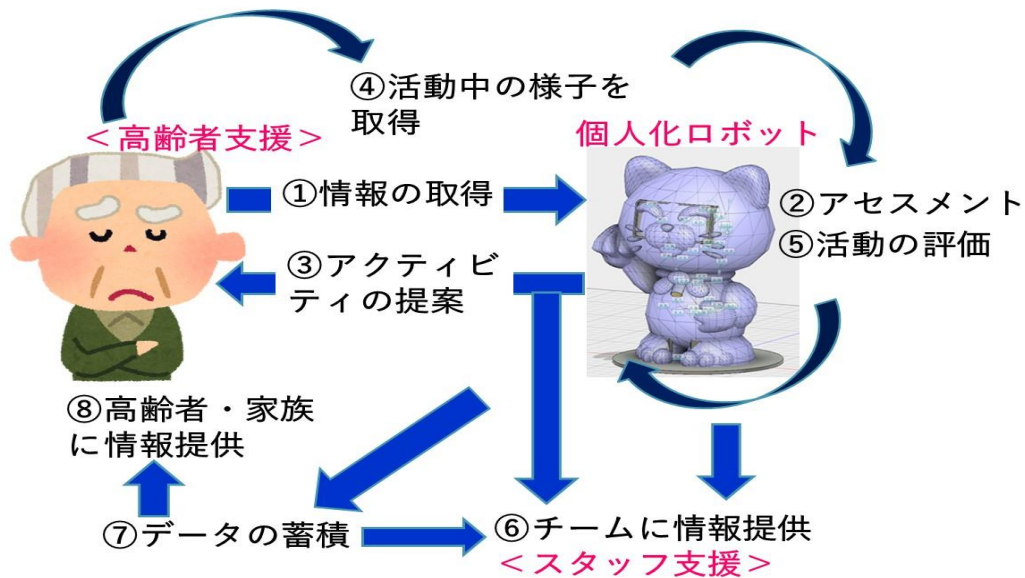 ④活動中の様子を
取得
＜高齢者支援＞
個人化ロボット
①情報の取得
②アセスメント
⑤活動の評価
③アクティビ
ティの提案
⑧高齢者・家族
に情報提供
⑦データの蓄積
⑥チームに情報提供
＜スタッフ支援＞